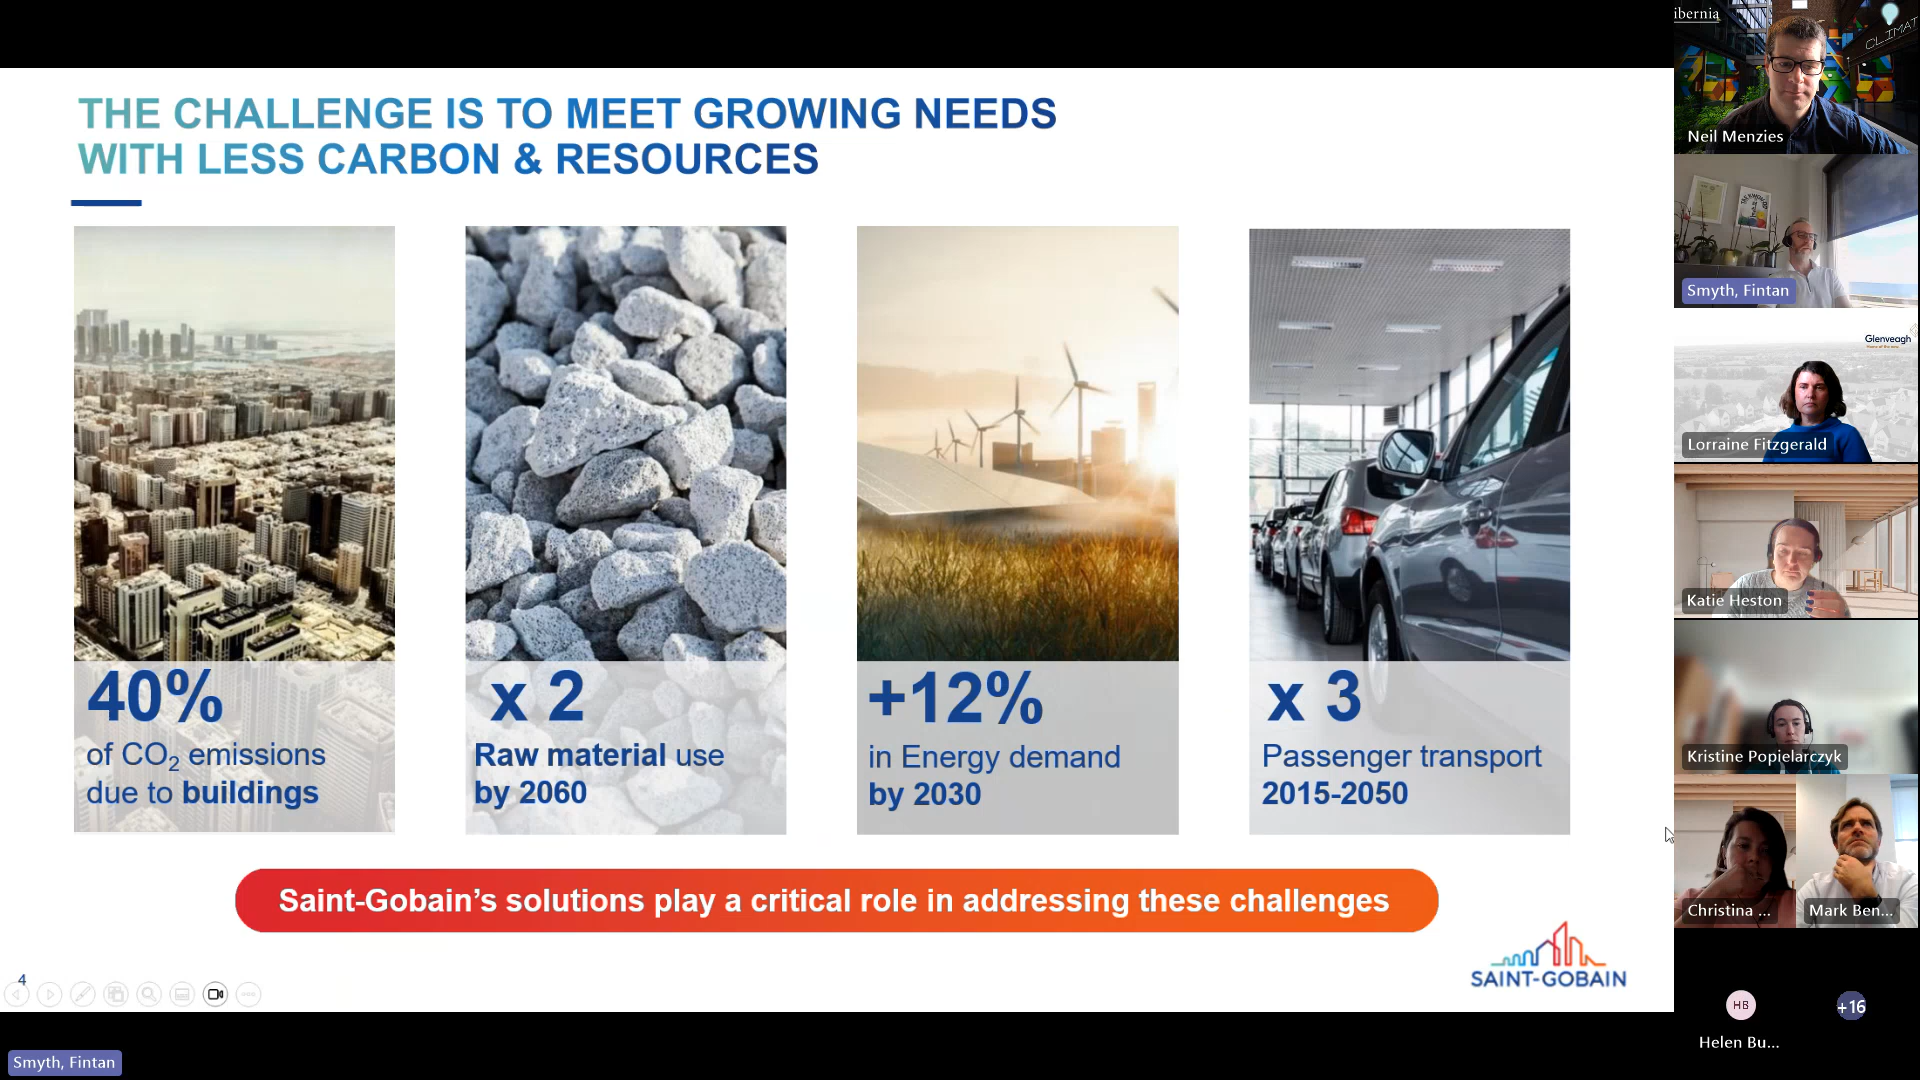 THE CHALLENGE IS TO MEET GROWING NEEDS
WITH LESS CARBON & RESOURCES
40%
of CO₂ emissions
due to buildings
x 2
Raw material use
by 2060
+12%
in Energy demand
by 2030
x 3
Passenger transport
2015-2050
Saint-Gobain's solutions play a critical role in addressing these challenges
SAINT-GOBAIN
4
Smyth, Fintan
ibernia
CLIMAT
Neil Menzies
Smyth, Fintan
Glenveagh
Lorraine Fitzgerald
Katie Heston
Kristine Popielarczyk
Christina ...
Mark Ben...
HB
+16
Helen Bu...